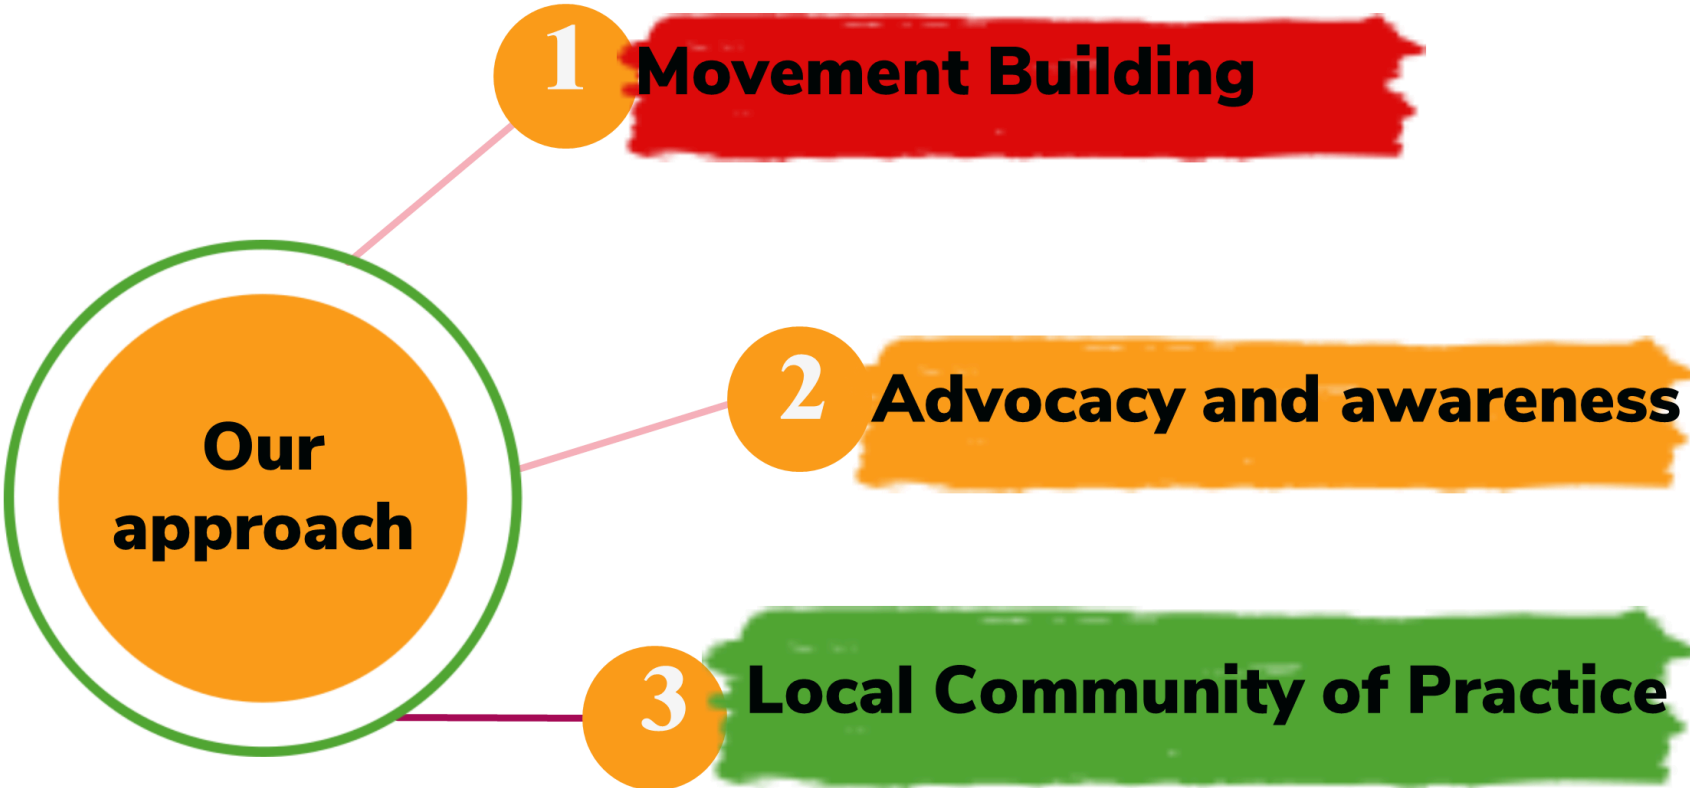 1
Movement Building
2
Advocacy and awareness
Our
approach
3
Local Community of Practice